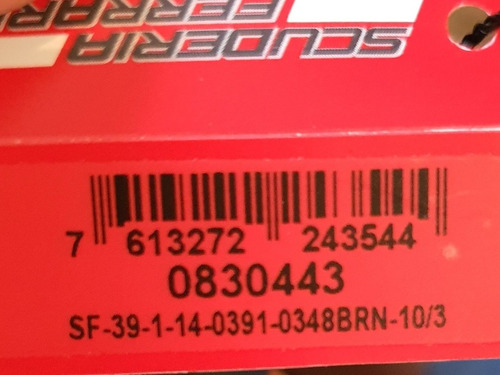 SCUDERIA
FERRARI
7 613272 243544
0830443
SF-39-1-14-0391-0348BRN-10/3